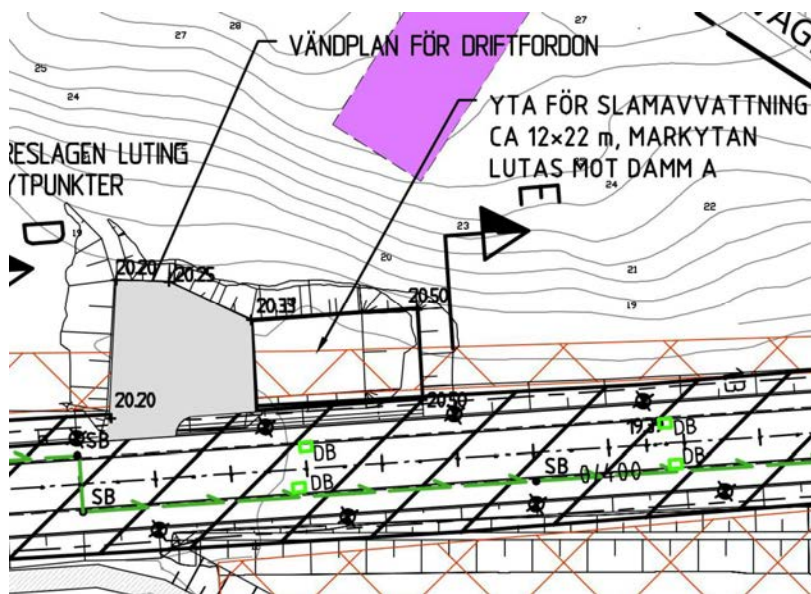 27
28
27
VÄNDPLAN FÖR DRIFTFORDON
25
24
YTA FÖR SLAMAVVATTNING
CA 12×22 m, MARKYTAN
LUTAS MOT DAMM A
RESLAGEN LUTING
YTPUNKTER
24
22
E
23
D
19
20
21
19
20.20
20.25
20.33
20.50
20.20
20.50
SB
DB
DB
DB
DB
SB
SB
0/400